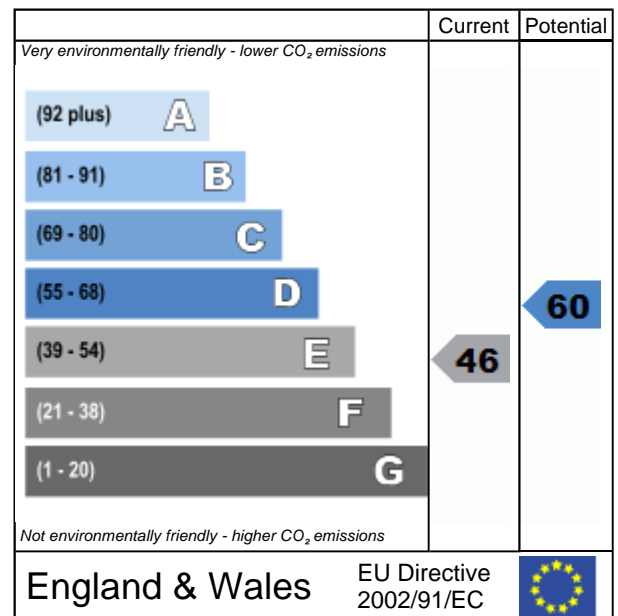 Current Potential
Very environmentally friendly - lower CO₂ emissions
(92 plus) A
(81 - 91) B
(69 - 80) C
(55 - 68) D
60
(39 - 54) E
46
(21 - 38) F
(1 - 20) G
Not environmentally friendly - higher CO₂ emissions
England & Wales
EU Directive
2002/91/EC